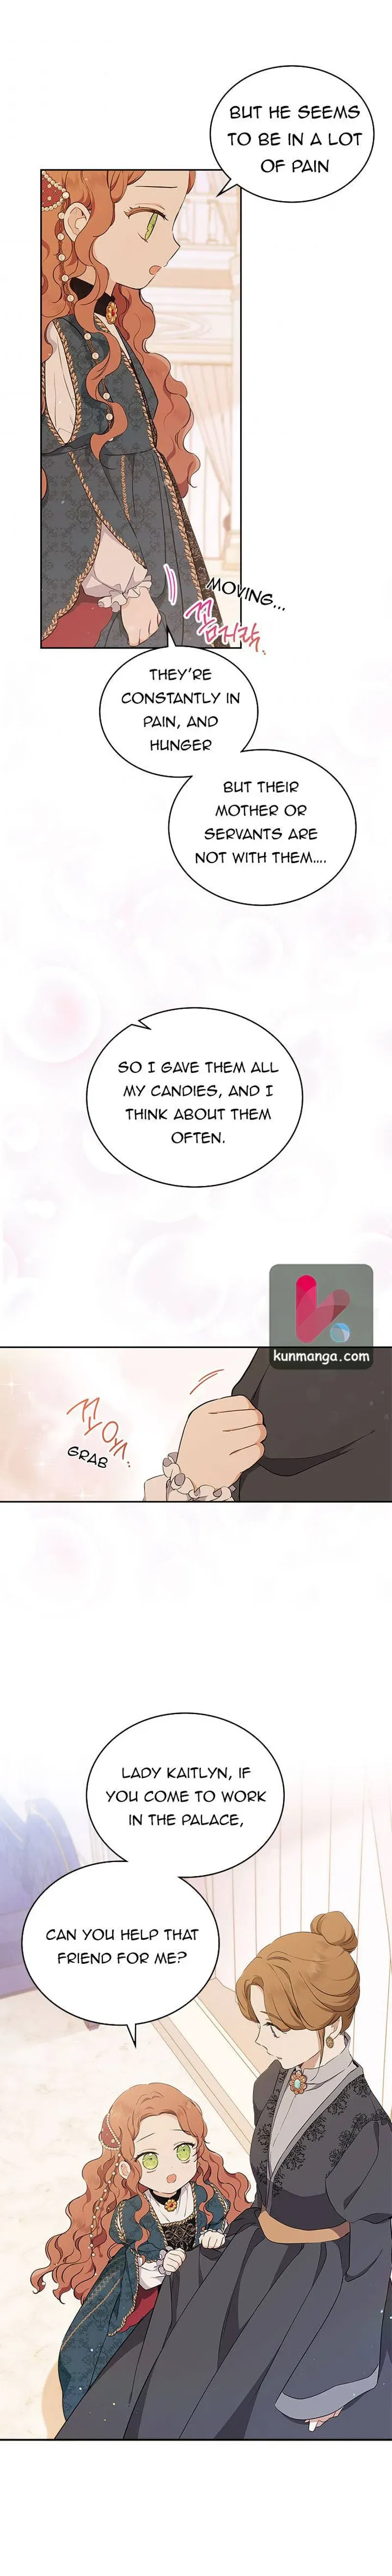 BUT HE SEEMS
TO BE IN A LOT
OF PAIN
MOVING...
꼼지락.
THEY'RE
CONSTANTLY IN
PAIN, AND
HUNGER
BUT THEIR
MOTHER OR
SERVANTS ARE
NOT WITH THEM....
SO I GAVE THEM ALL
MY CANDIES, AND I
THINK ABOUT THEM
OFTEN.
kunmanga.com
GRAB
LADY KAITLYN, IF
YOU COME TO WORK
IN THE PALACE,
CAN YOU HELP THAT
FRIEND FOR ME?